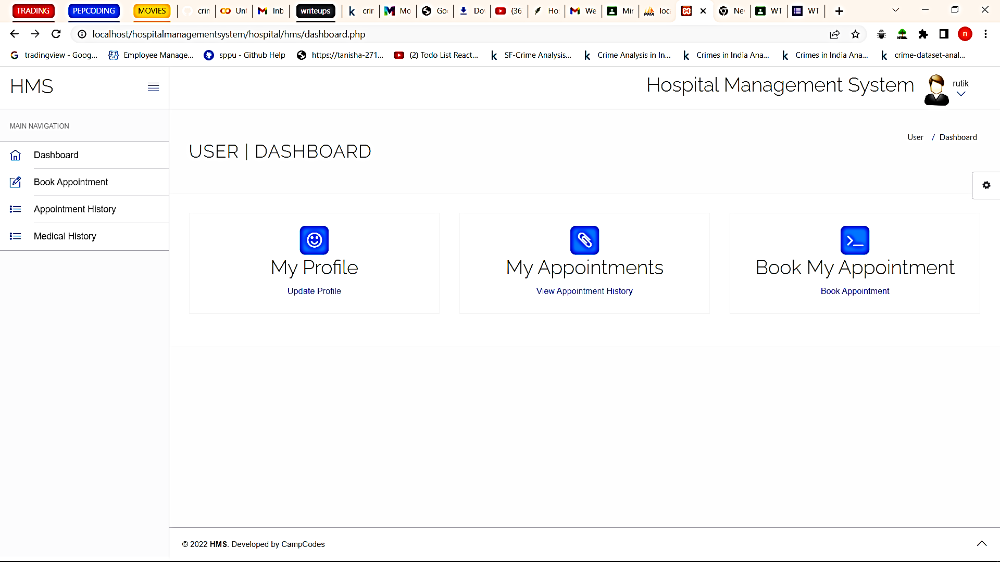 TRADING PEPCODING MOVIES crin Unt Inb writeups crir Mo Go Do (36 Ho We Mir loc Ne WT WT
localhost/hospitalmanagementsystem/hospital/hms/dashboard.php n
tradingview - Goog... Employee Manage... sppu - Github Help https://tanisha-271... (2) Todo List React... SF-Crime Analysis... Crime Analysis in In... Crimes in India Ana... Crimes in India Ana... crime-dataset-anal...
HMS
Hospital Management System rutik
MAIN NAVIGATION
Dashboard
Book Appointment
Appointment History
Medical History
User / Dashboard
USER | DASHBOARD
My Profile
Update Profile
My Appointments
View Appointment History
Book My Appointment
Book Appointment
© 2022 HMS. Developed by CampCodes